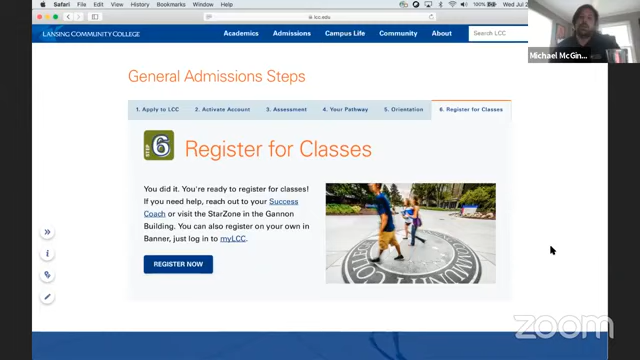 Safari File Edit View History Bookmarks Window Help 100% Wed Jul 2
lcc.edu
LANSING COMMUNITY COLLEGE Academics Admissions Campus Life Community About Search LCC
Michael McGin...
General Admissions Steps
1. Apply to LCC 2. Activate Account 3. Assessment 4. Your Pathway 5. Orientation 6. Register for Classes
STEP 6 Register for Classes
You did it. You're ready to register for classes!
If you need help, reach out to your Success
Coach or visit the StarZone in the Gannon
Building. You can also register on your own in
Banner, just log in to myLCC.
REGISTER NOW
zoom